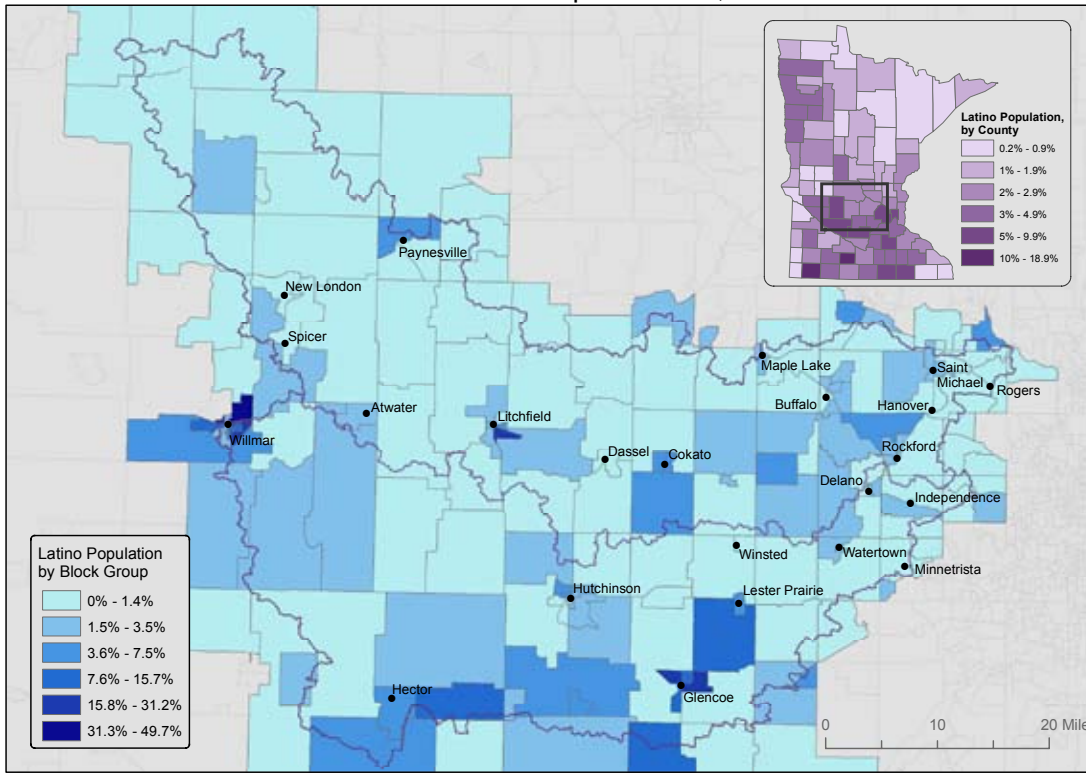 Latino Population,
by County
0.2% - 0.9%
1% - 1.9%
2% - 2.9%
3% - 4.9%
5% - 9.9%
10% - 18.9%
Paynesville
New London
Spicer
Maple Lake
Saint
Michael
Rogers
Buffalo
Hanover
Atwater
Litchfield
Willmar
Rockford
Dassel
Cokato
Delano
Independence
Winsted
Watertown
Minnetrista
Hutchinson
Lester Prairie
Hector
Glencoe
Latino Population
by Block Group
0% - 1.4%
1.5% - 3.5%
3.6% - 7.5%
7.6% - 15.7%
15.8% - 31.2%
31.3% - 49.7%
0 10 20 Mile